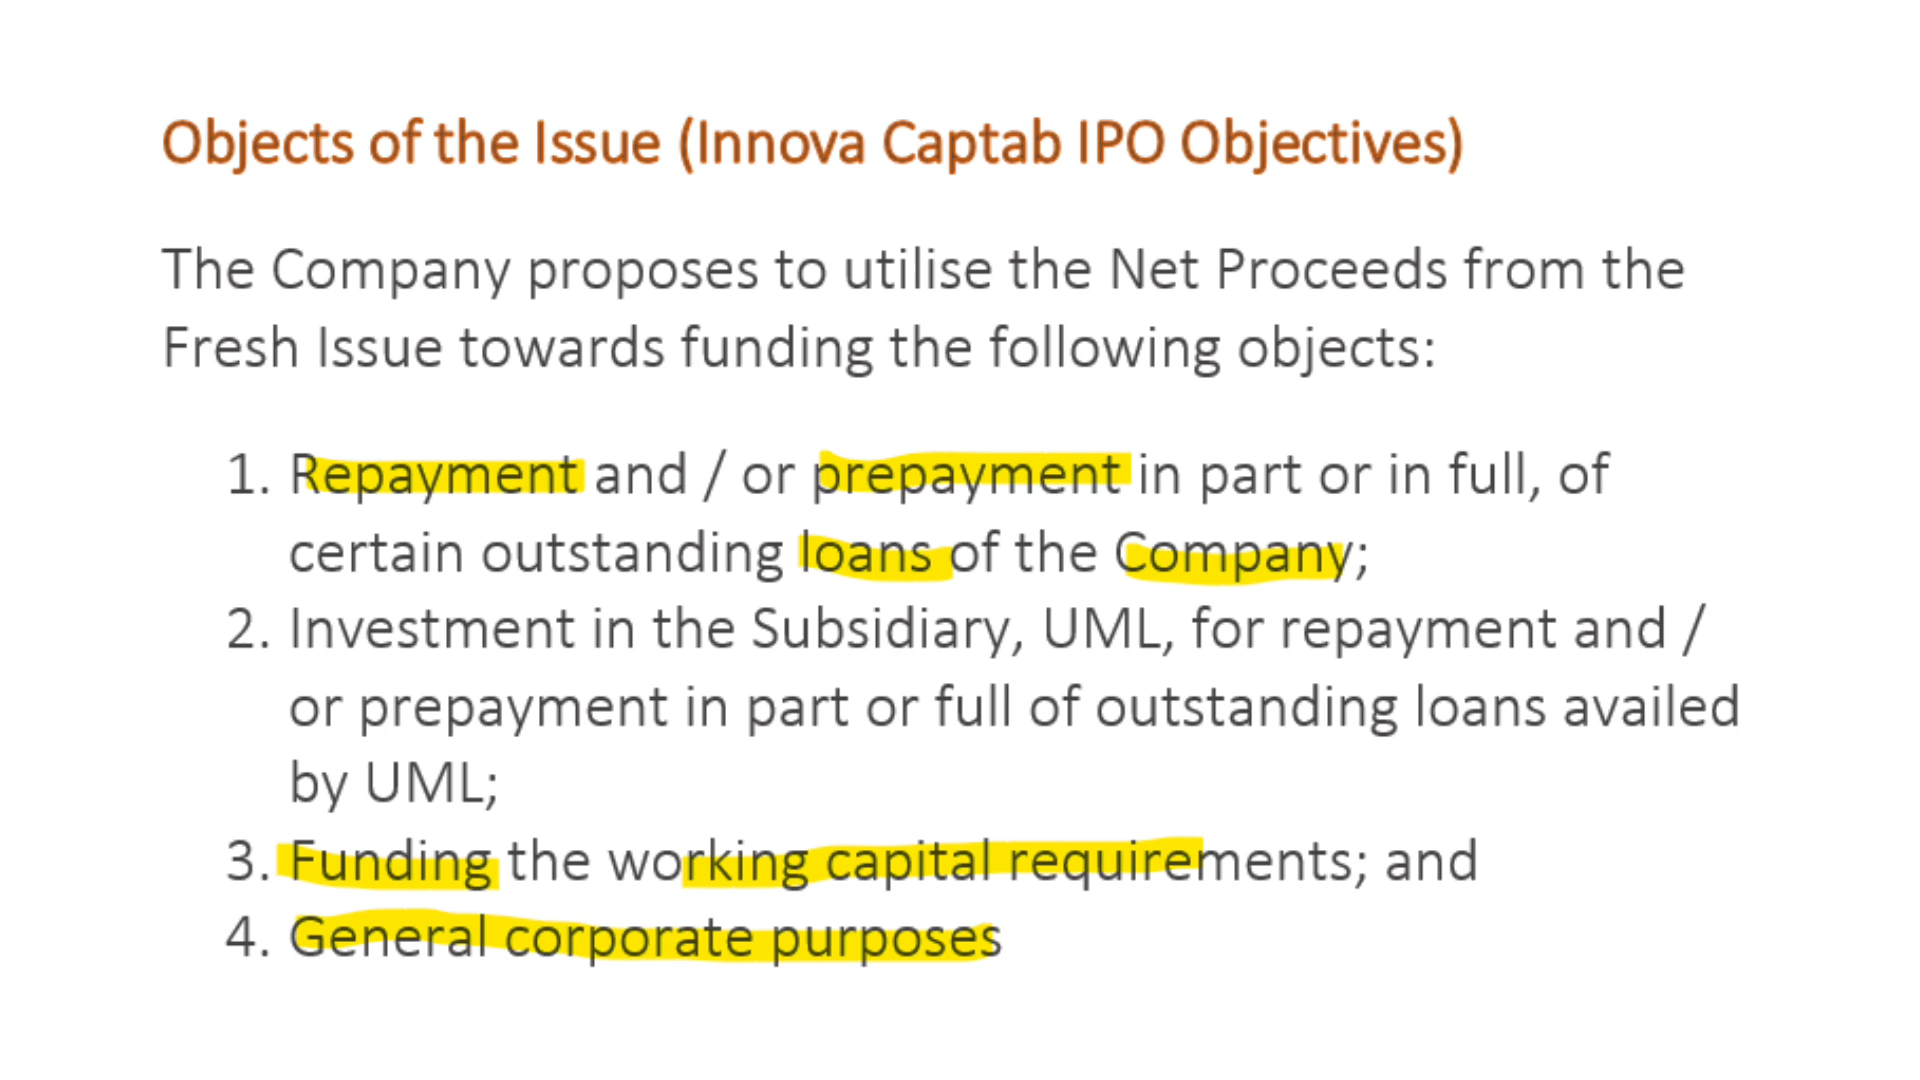 Objects of the Issue (Innova Captab IPO Objectives)
The Company proposes to utilise the Net Proceeds from the
Fresh Issue towards funding the following objects:
1. Repayment and / or prepayment in part or in full, of
certain outstanding loans of the Company;
2. Investment in the Subsidiary, UML, for repayment and /
or prepayment in part or full of outstanding loans availed
by UML;
3. Funding the working capital requirements; and
4. General corporate purposes